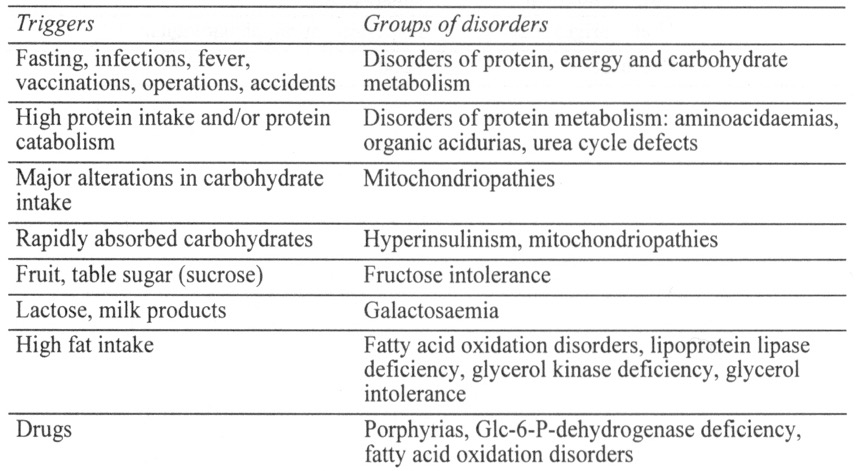 Triggers Groups of disorders
Fasting, infections, fever, Disorders of protein, energy and carbohydrate
vaccinations, operations, accidents metabolism
High protein intake and/or protein Disorders of protein metabolism: aminoacidaemias,
catabolism organic acidurias, urea cycle defects
Major alterations in carbohydrate Mitochondriopathies
intake
Rapidly absorbed carbohydrates Hyperinsulinism, mitochondriopathies
Fruit, table sugar (sucrose) Fructose intolerance
Lactose, milk products Galactosaemia
High fat intake Fatty acid oxidation disorders, lipoprotein lipase
deficiency, glycerol kinase deficiency, glycerol
intolerance
Drugs Porphyrias, Glc-6-P-dehydrogenase deficiency,
fatty acid oxidation disorders